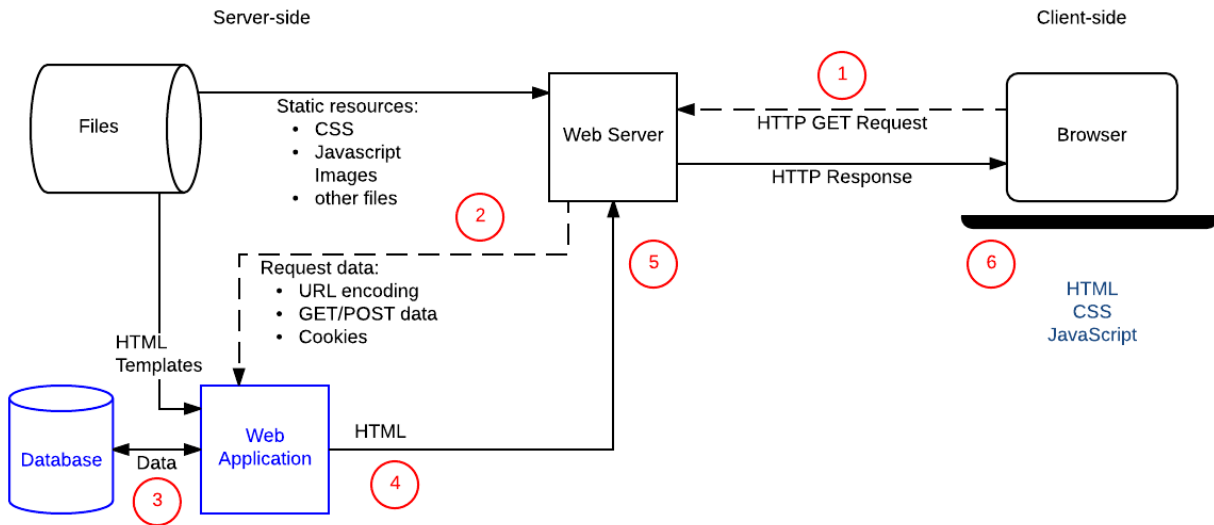 Server-side
Client-side
1
Files
Static resources:
• CSS
• Javascript
Images
• other files
Web Server
HTTP GET Request
HTTP Response
Browser
2
5
6
Request data:
• URL encoding
• GET/POST data
• Cookies
HTML
CSS
JavaScript
HTML
Templates
Database
Data
3
Web
Application
HTML
4